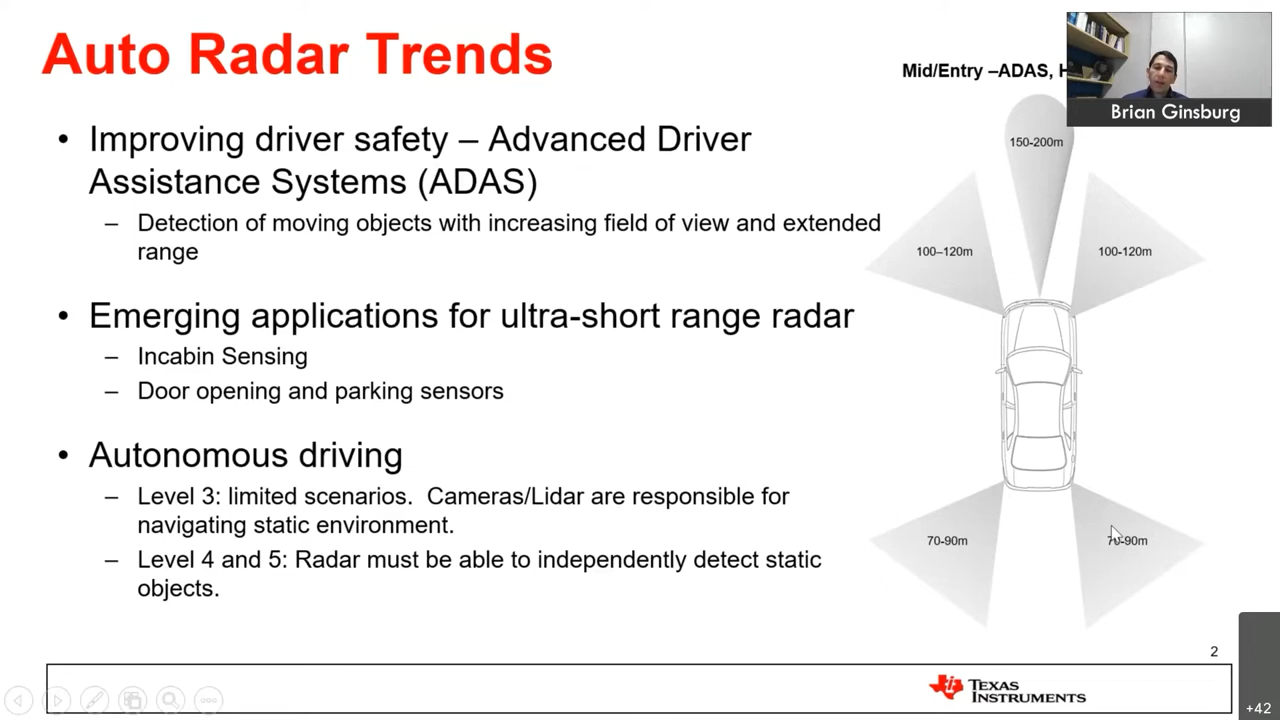 Auto Radar Trends
Mid/Entry –ADAS, H
Brian Ginsburg
• Improving driver safety – Advanced Driver
Assistance Systems (ADAS)
– Detection of moving objects with increasing field of view and extended
range
• Emerging applications for ultra-short range radar
– Incabin Sensing
– Door opening and parking sensors
• Autonomous driving
– Level 3: limited scenarios. Cameras/Lidar are responsible for
navigating static environment.
– Level 4 and 5: Radar must be able to independently detect static
objects.
150-200m
100–120m
100-120m
70-90m
70-90m
2
TEXAS
INSTRUMENTS
+42